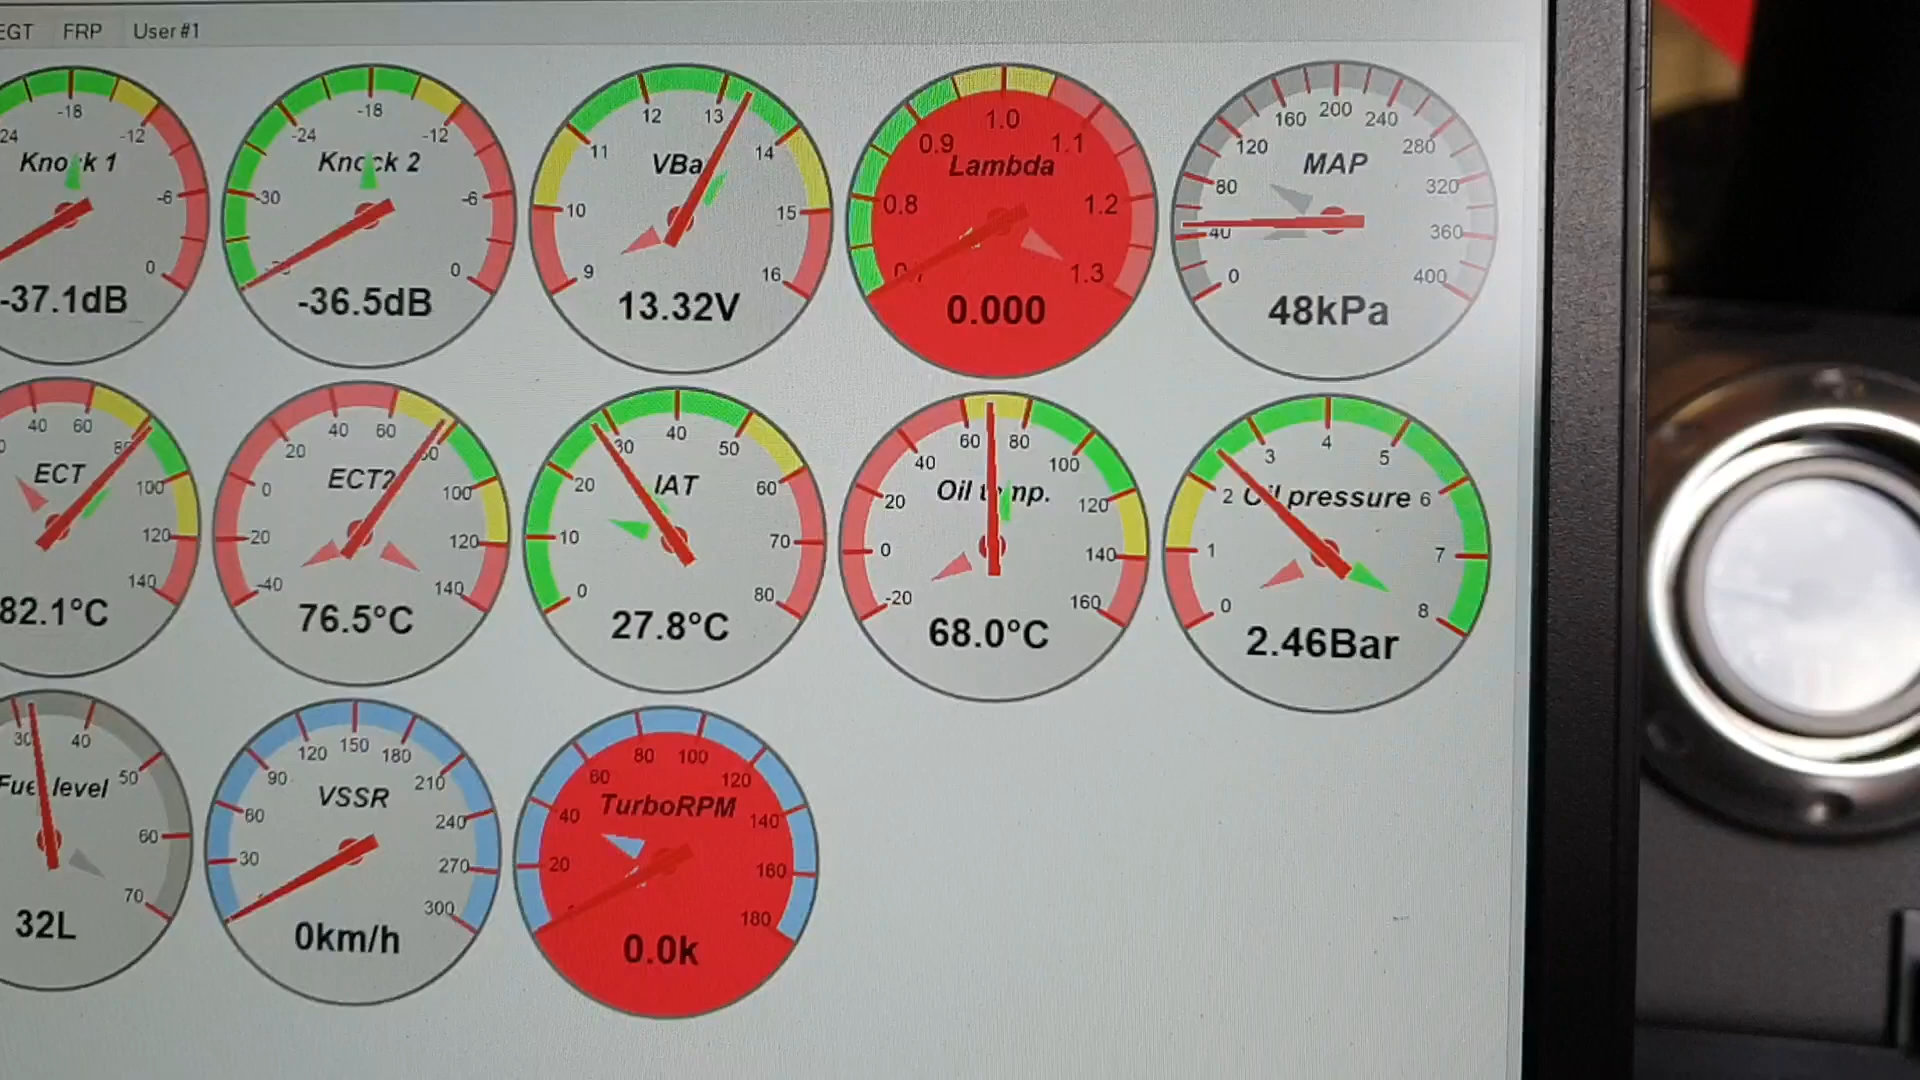 EGT FRP User #1
24 -18 -12 -6 0
Knock 1
-37.1dB
-30 -24 -18 -12 -6 0
Knock 2
-36.5dB
9 10 11 12 13 14 15 16
13.32V
0.8 0.9 1.0 1.1 1.2 1.3
Lambda
0.000
0 40 80 120 160 200 240 280 320 360 400
MAP
48kPa
40 60 80 100 120 140
ECT
82.1°C
-40 -20 0 20 40 60 80 100 120 140
ECT2
76.5°C
0 10 20 30 40 50 60 70 80
IAT
27.8°C
-20 0 20 40 60 80 100 120 140 160
Oil temp.
68.0°C
0 1 2 3 4 5 6 7 8
Oil pressure
2.46Bar
30 40 50 60 70
Fuel level
32L
30 60 90 120 150 180 210 240 270 300
VSSR
0km/h
20 40 60 80 100 120 140 160 180
TurboRPM
0.0k